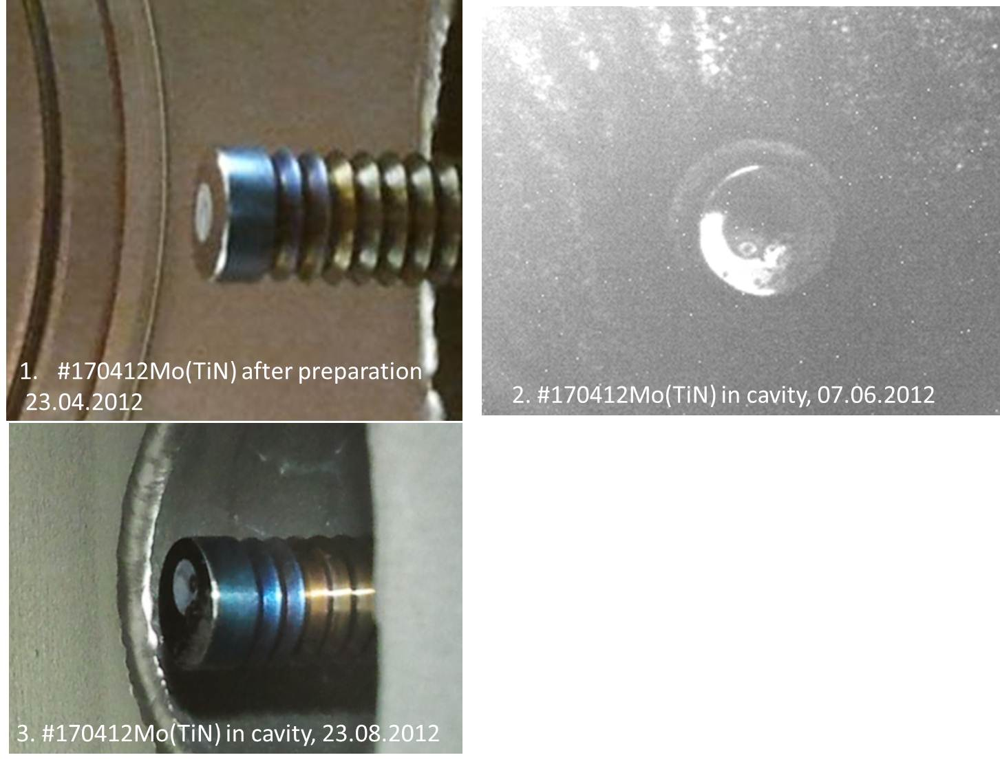 1. #170412Mo(TiN) after preparation
23.04.2012
2. #170412Mo(TiN) in cavity, 07.06.2012
3. #170412Mo(TiN) in cavity, 23.08.2012